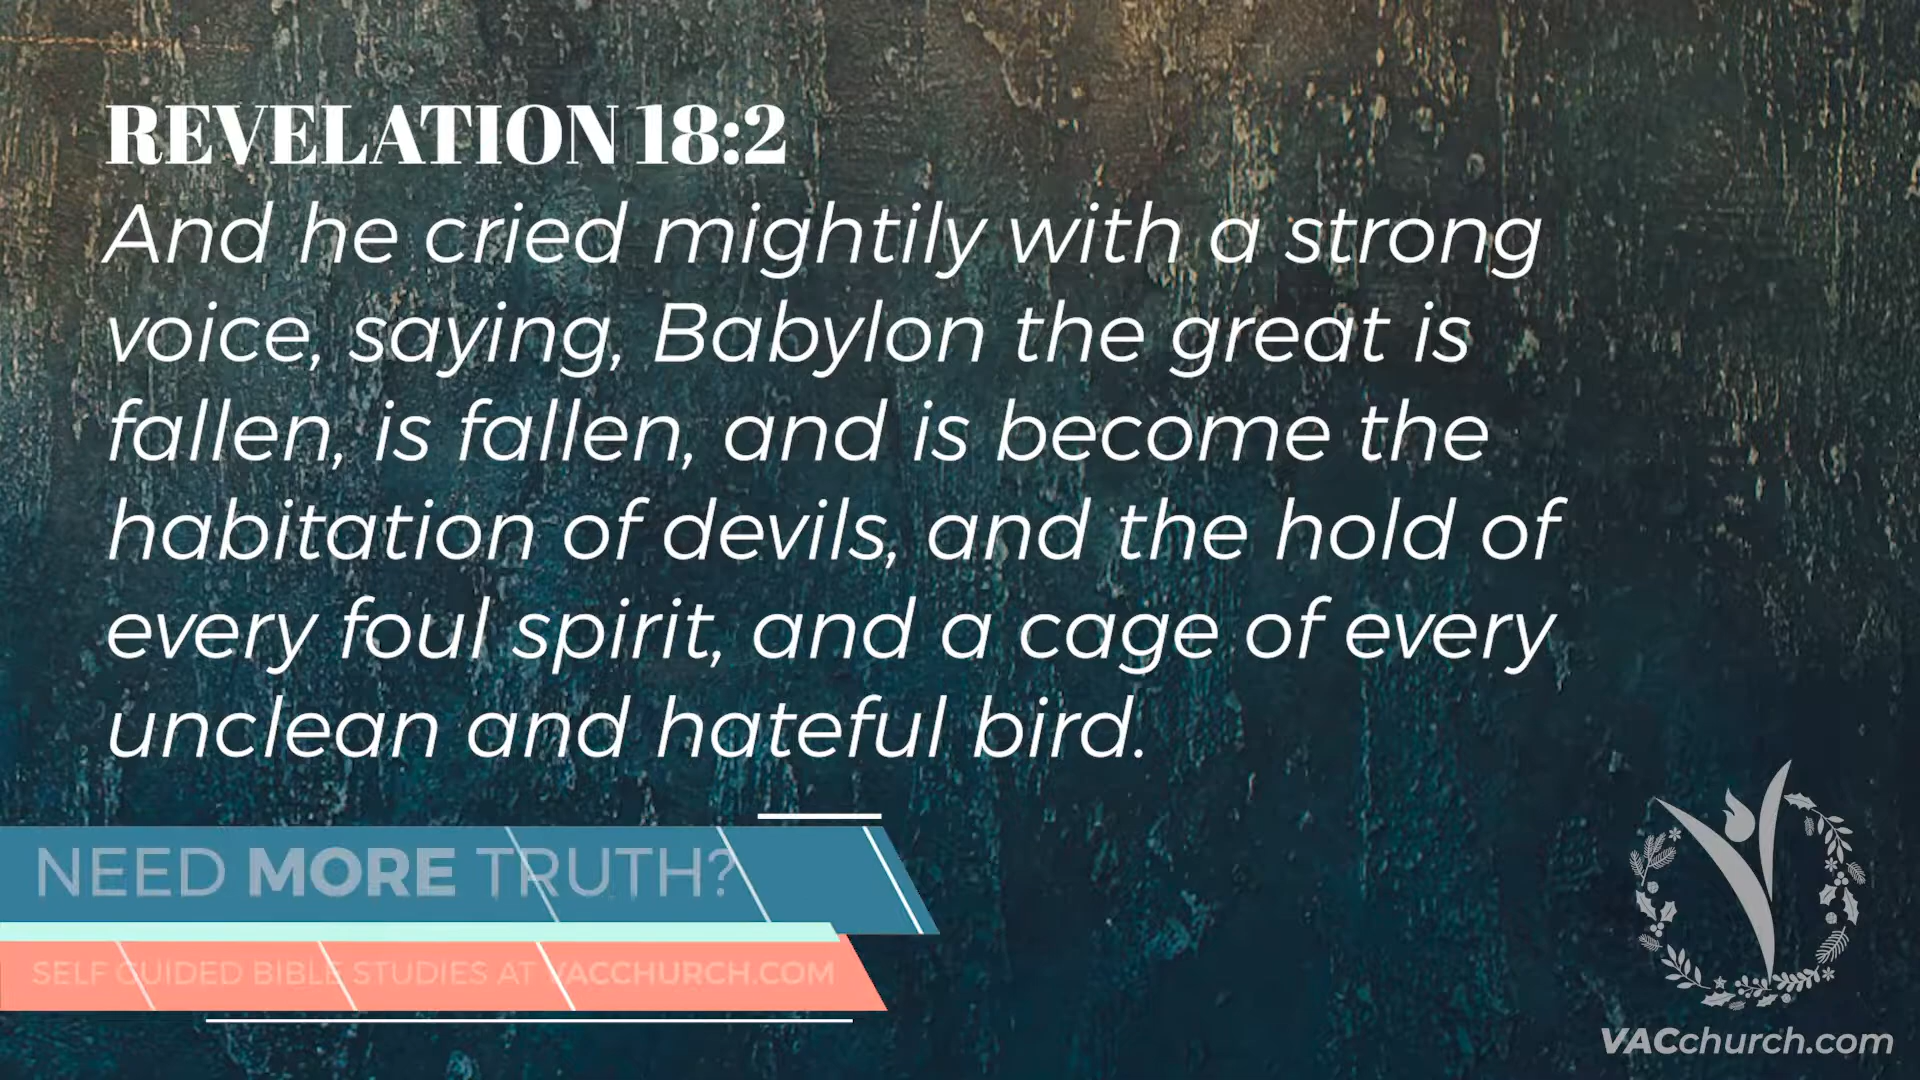 REVELATION 18:2
And he cried mightily with a strong
voice, saying, Babylon the great is
fallen, is fallen, and is become the
habitation of devils, and the hold of
every foul spirit, and a cage of every
unclean and hateful bird.
NEED MORE TRUTH?
SELF GUIDED BIBLE STUDIES AT VACCHURCH.COM
VACchurch.com